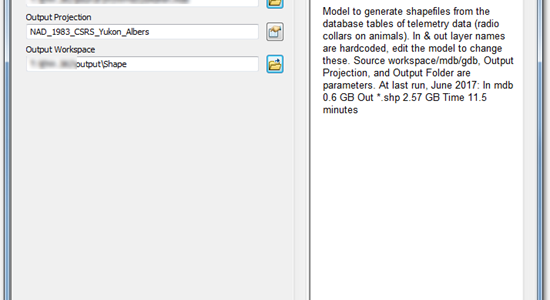 Output Projection
NAD_1983_CSRS_Yukon_Albers
Output Workspace
output\Shape
Model to generate shapefiles from the
database tables of telemetry data (radio
collars on animals). In & out layer names
are hardcoded, edit the model to change
these. Source workspace/mdb/gdb, Output
Projection, and Output Folder are
parameters. At last run, June 2017: In mdb
0.6 GB Out *.shp 2.57 GB Time 11.5
minutes